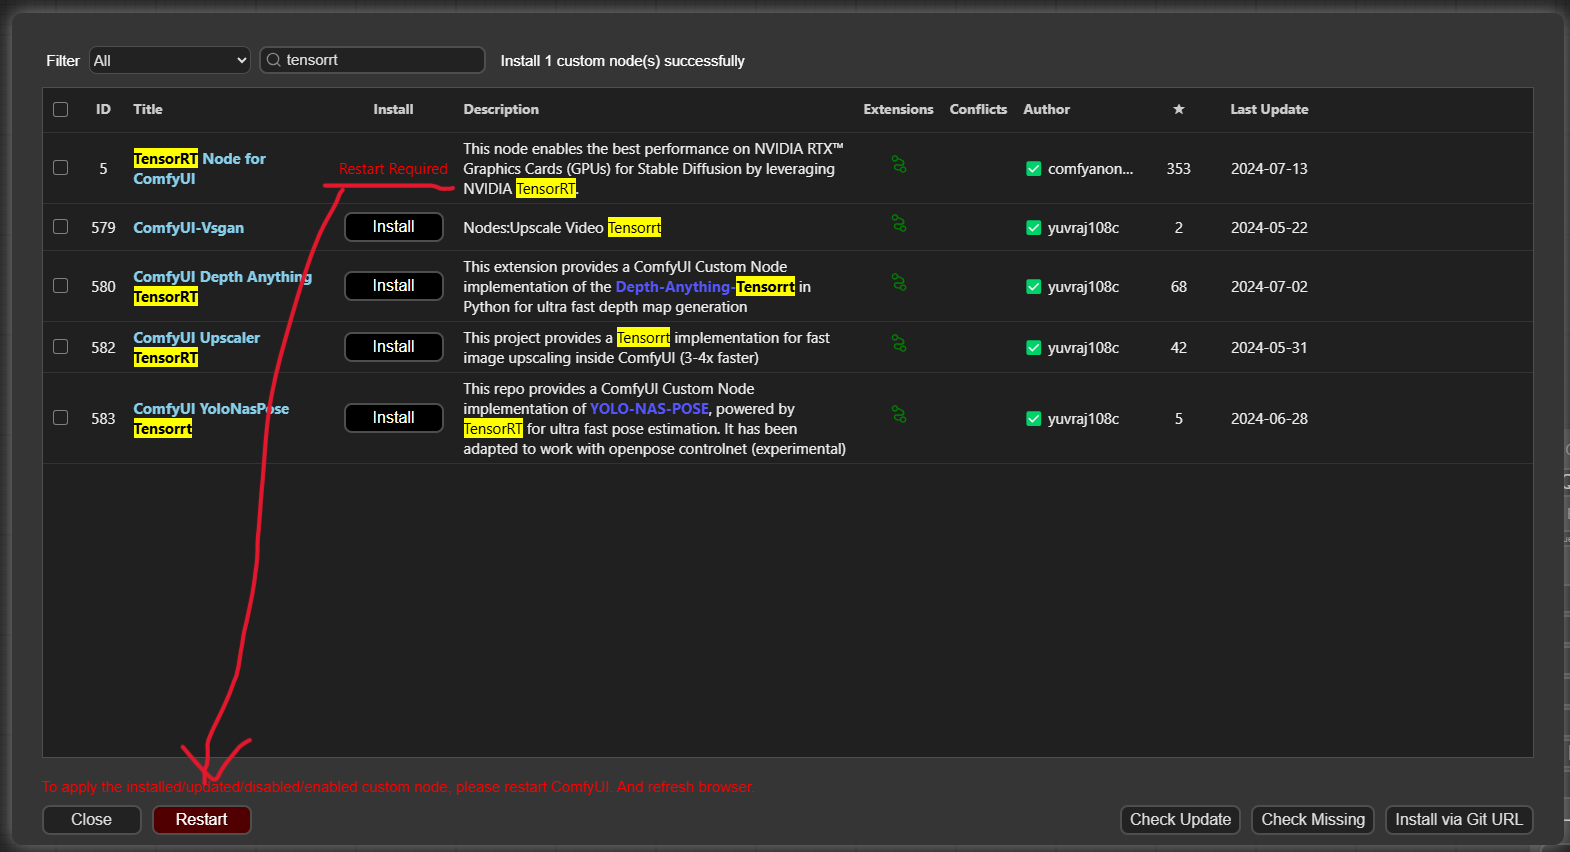 Filter All tensorrt Install 1 custom node(s) successfully
ID Title Install Description Extensions Conflicts Author ★ Last Update
5 TensorRT Node for ComfyUI Restart Required This node enables the best performance on NVIDIA RTX™
Graphics Cards (GPUs) for Stable Diffusion by leveraging
NVIDIA TensorRT. comfyanon... 353 2024-07-13
579 ComfyUI-Vsgan Install Nodes:Upscale Video Tensorrt yuvraj108c 2 2024-05-22
580 ComfyUI Depth Anything TensorRT Install This extension provides a ComfyUI Custom Node
implementation of the Depth-Anything-Tensorrt in
Python for ultra fast depth map generation yuvraj108c 68 2024-07-02
582 ComfyUI Upscaler TensorRT Install This project provides a Tensorrt implementation for fast
image upscaling inside ComfyUI (3-4x faster) yuvraj108c 42 2024-05-31
583 ComfyUI YoloNasPose Tensorrt Install This repo provides a ComfyUI Custom Node
implementation of YOLO-NAS-POSE, powered by
TensorRT for ultra fast pose estimation. It has been
adapted to work with openpose controlnet (experimental) yuvraj108c 5 2024-06-28
To apply the installed/updated/disabled/enabled custom node, please restart ComfyUI. And refresh browser.
Close Restart Check Update Check Missing Install via Git URL